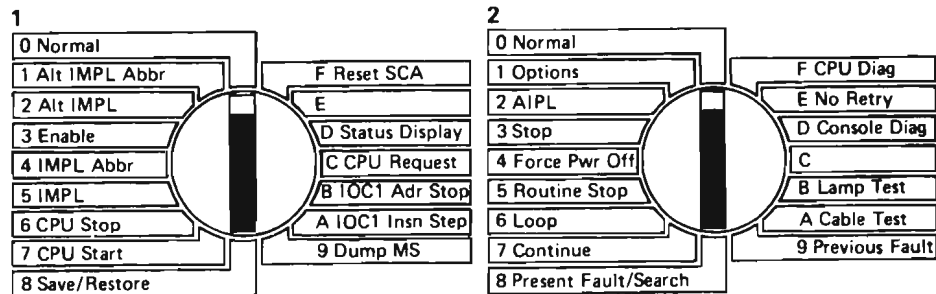 1
0 Normal
1 Alt IMPL Abbr
2 Alt IMPL
3 Enable
4 IMPL Abbr
5 IMPL
6 CPU Stop
7 CPU Start
8 Save/Restore
F Reset SCA
E
D Status Display
C CPU Request
B IOC1 Adr Stop
A IOC1 Insn Step
9 Dump MS
2
0 Normal
1 Options
2 AIPL
3 Stop
4 Force Pwr Off
5 Routine Stop
6 Loop
7 Continue
8 Present Fault/Search
F CPU Diag
E No Retry
D Console Diag
C
B Lamp Test
A Cable Test
9 Previous Fault